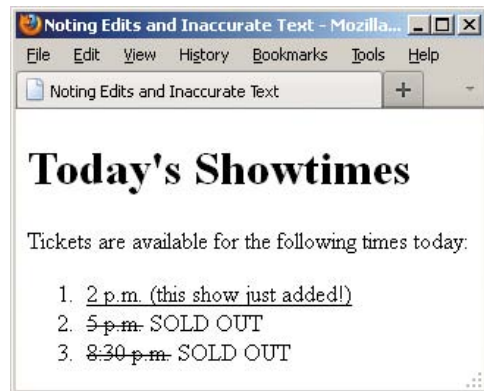 Noting Edits and Inaccurate Text - Mozilla...
File Edit View History Bookmarks Tools Help
Noting Edits and Inaccurate Text
Today's Showtimes
Tickets are available for the following times today:
1. 2 p.m. (this show just added!)
2. 5 p.m. SOLD OUT
3. 8:30 p.m. SOLD OUT